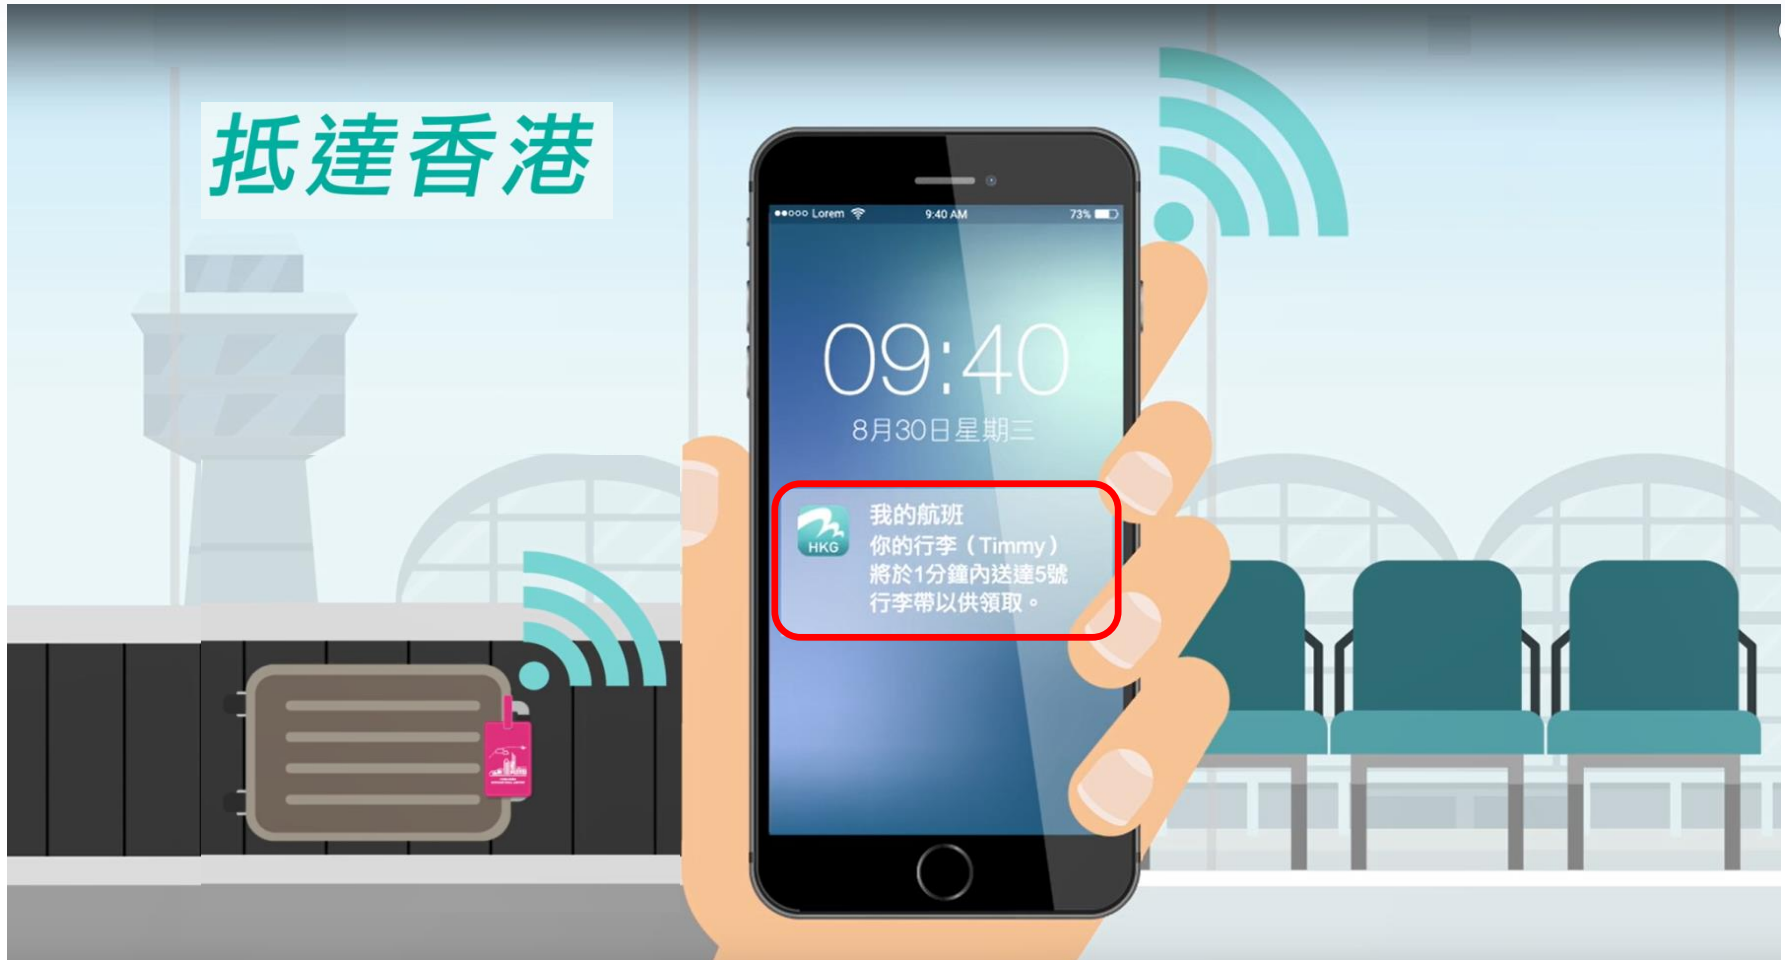 抵達香港
Lorem 9:40 AM 73%
09:40
8月30日星期三
HKG
我的航班
你的行李（Timmy）
將於1分鐘內送達5號
行李帶以供領取。